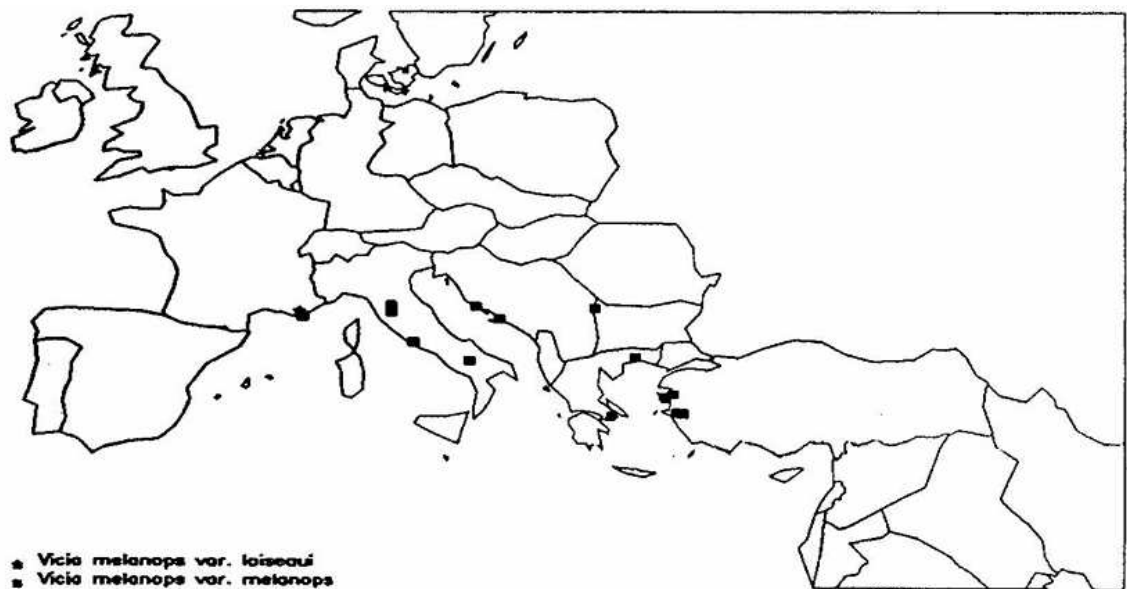 ★ Vicia melanops var. loiseaui
■ Vicia melanops var. melanops